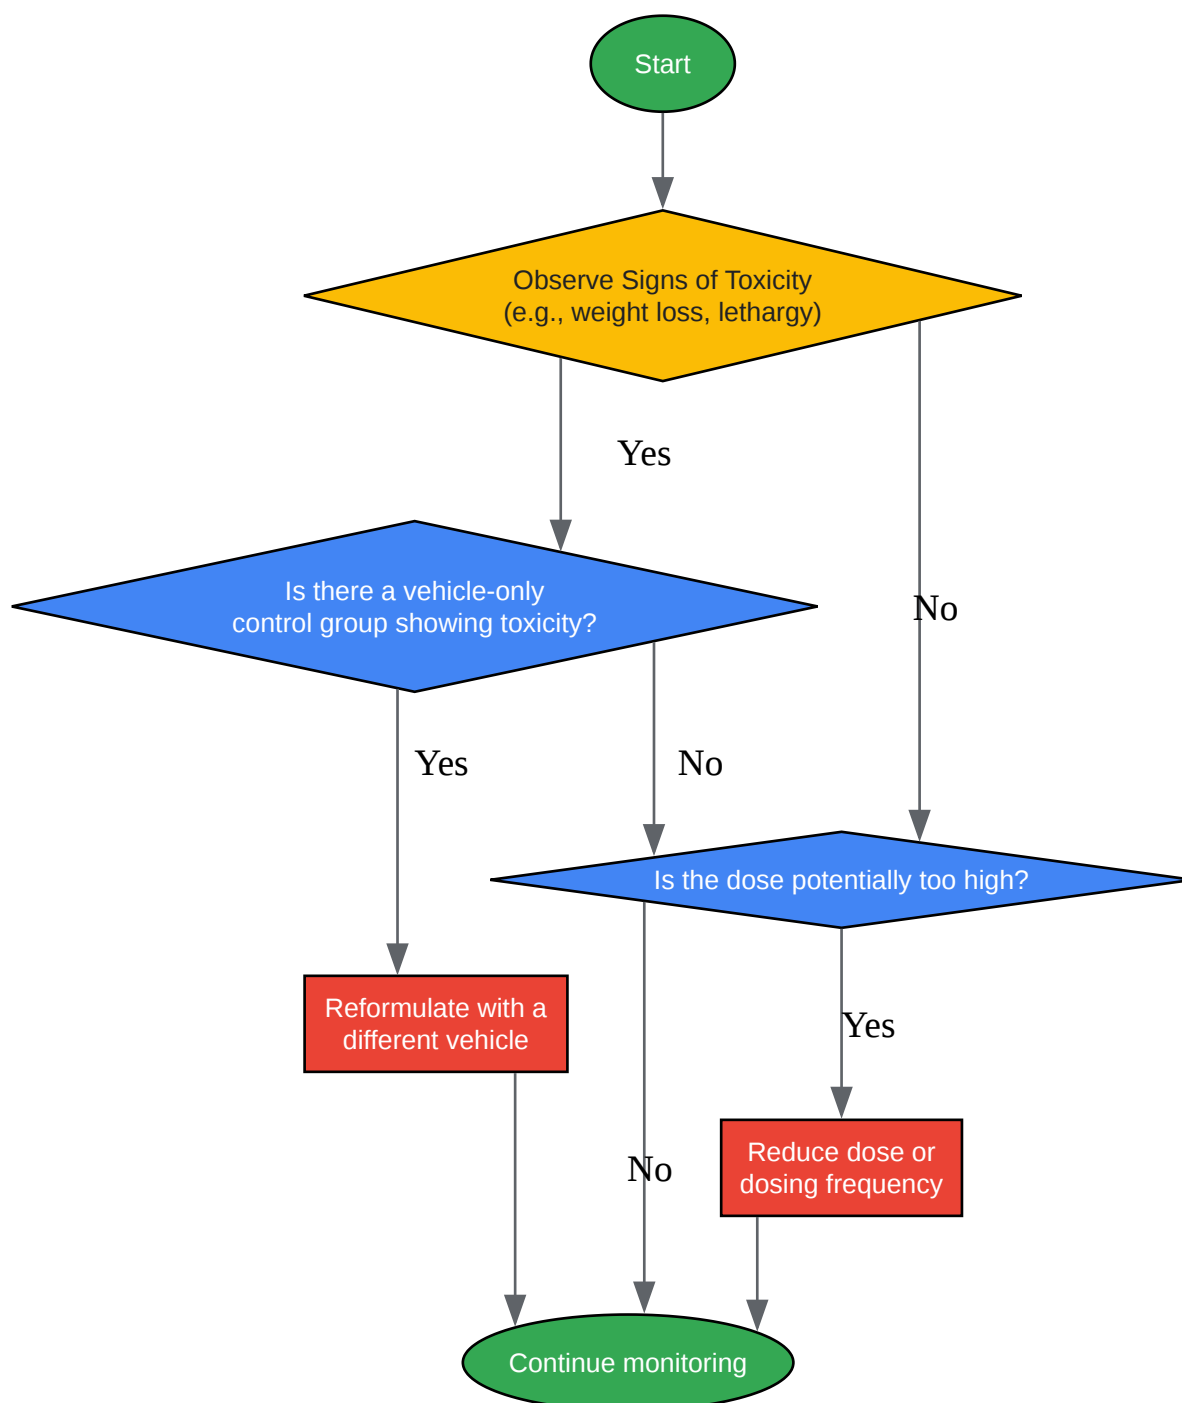 Start
Observe Signs of Toxicity
(e.g., weight loss, lethargy)
Yes
Is there a vehicle-only
control group showing toxicity?
No
Yes
No
Is the dose potentially too high?
Reformulate with a
different vehicle
Yes
No
Reduce dose or
dosing frequency
Continue monitoring